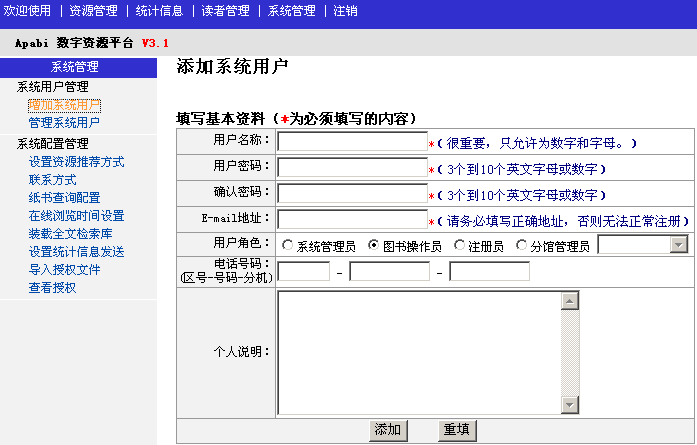 欢迎使用 | 资源管理 | 统计信息 | 读者管理 | 系统管理 | 注销
Apabi 数字资源平台 V3.1
系统管理
系统用户管理
增加系统用户
管理系统用户
系统配置管理
设置资源推荐方式
联系方式
纸书查询配置
在线浏览时间设置
装载全文检索库
设置统计信息发送
导入授权文件
查看授权
添加系统用户
填写基本资料（*为必须填写的内容）
用户名称： *（很重要，只允许为数字和字母。）
用户密码： *（3个到10个英文字母或数字）
确认密码： *（3个到10个英文字母或数字）
E-mail地址： *（请务必填写正确地址，否则无法正常注册）
用户角色： 系统管理员 图书操作员 注册员 分馆管理员
电话号码：
(区号-号码-分机) - -
个人说明：
添加 重填